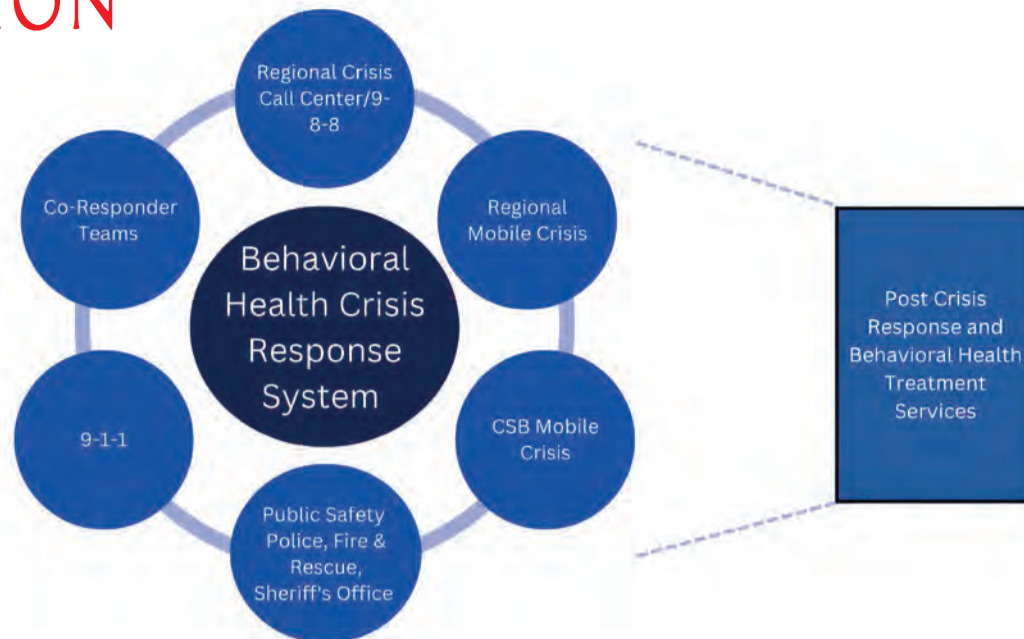 Regional Crisis
Call Center/9-
8-8
Co-Responder
Teams
Regional
Mobile Crisis
Behavioral
Health Crisis
Response
System
Post Crisis
Response and
Behavioral Health
Treatment
Services
9-1-1
CSB Mobile
Crisis
Public Safety
Police, Fire &
Rescue,
Sheriff's Office